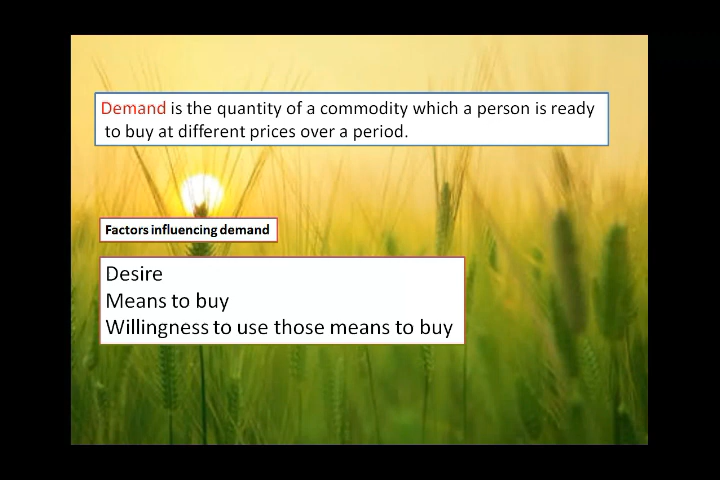 Demand is the quantity of a commodity which a person is ready
to buy at different prices over a period.
Factors influencing demand
Desire
Means to buy
Willingness to use those means to buy